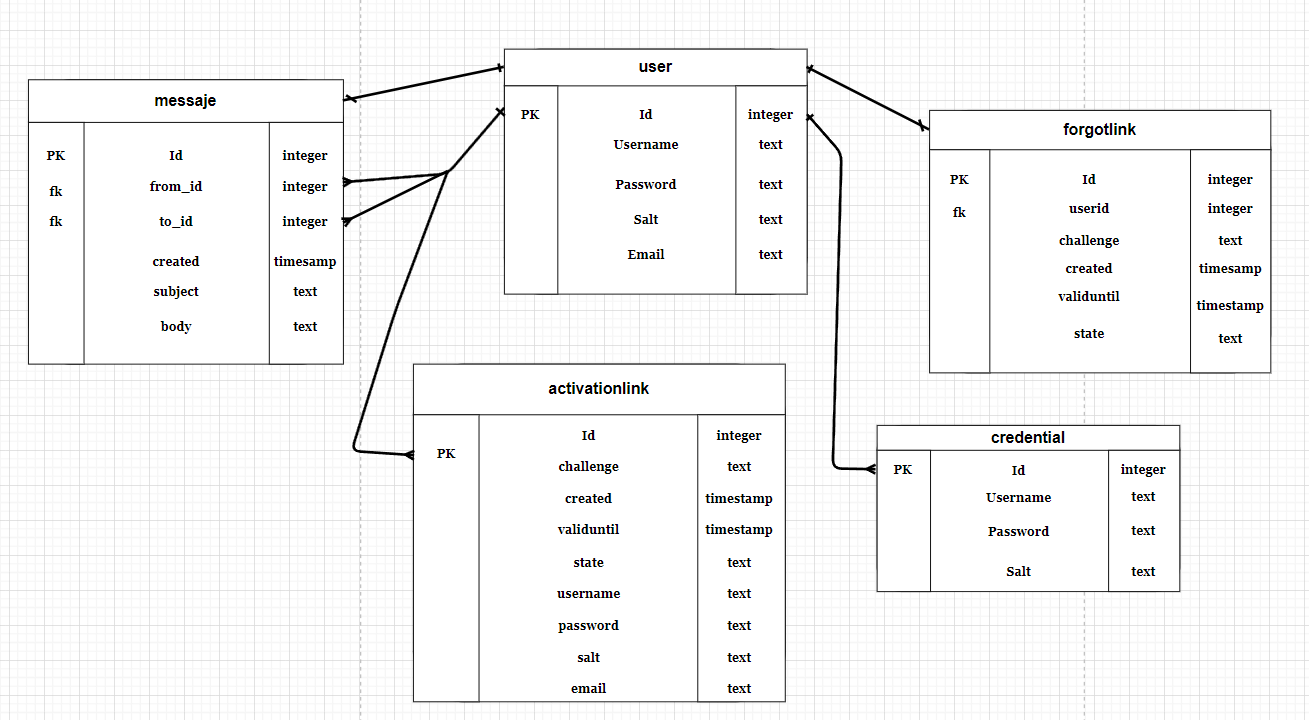 messaje
PK Id integer
fk from_id integer
fk to_id integer
created timesamp
subject text
body text
user
PK Id integer
Username text
Password text
Salt text
Email text
forgotlink
PK Id integer
fk userid integer
challenge text
created timesamp
validuntil timestamp
state text
activationlink
PK Id integer
challenge text
created timestamp
validuntil timestamp
state text
username text
password text
salt text
email text
credential
PK Id integer
Username text
Password text
Salt text